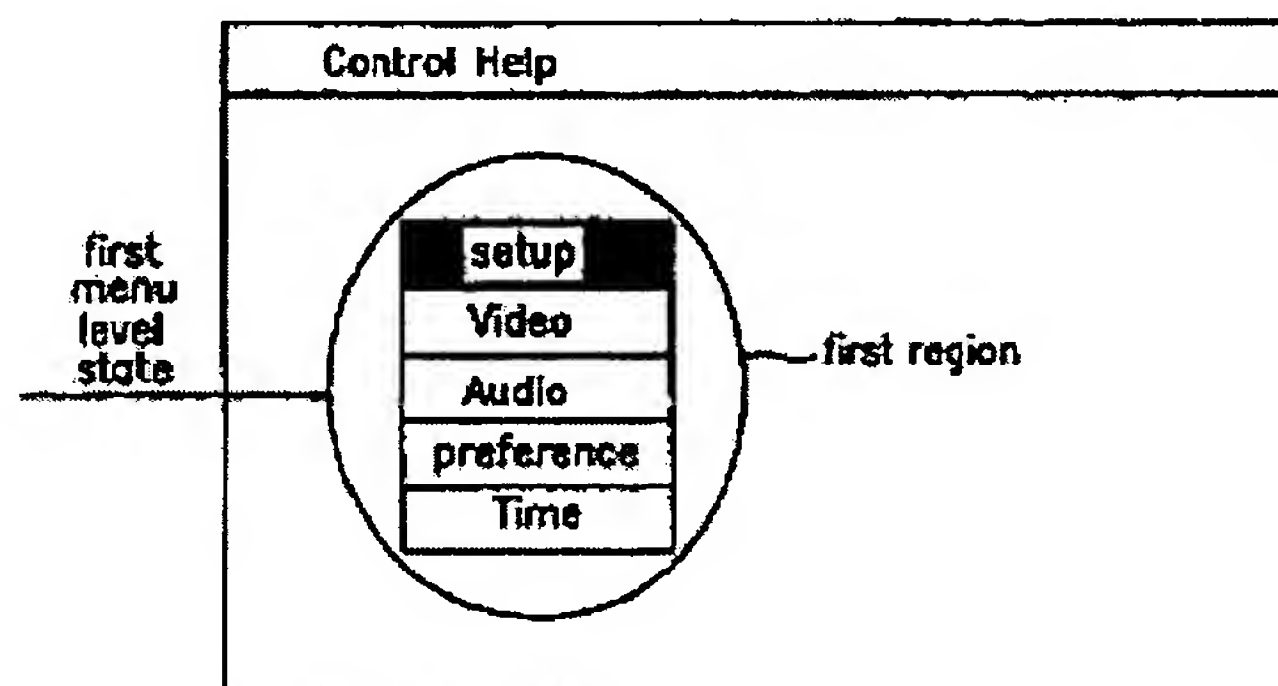 Control Help
first
menu
level
state
setup
Video
Audio
preference
Time
first region